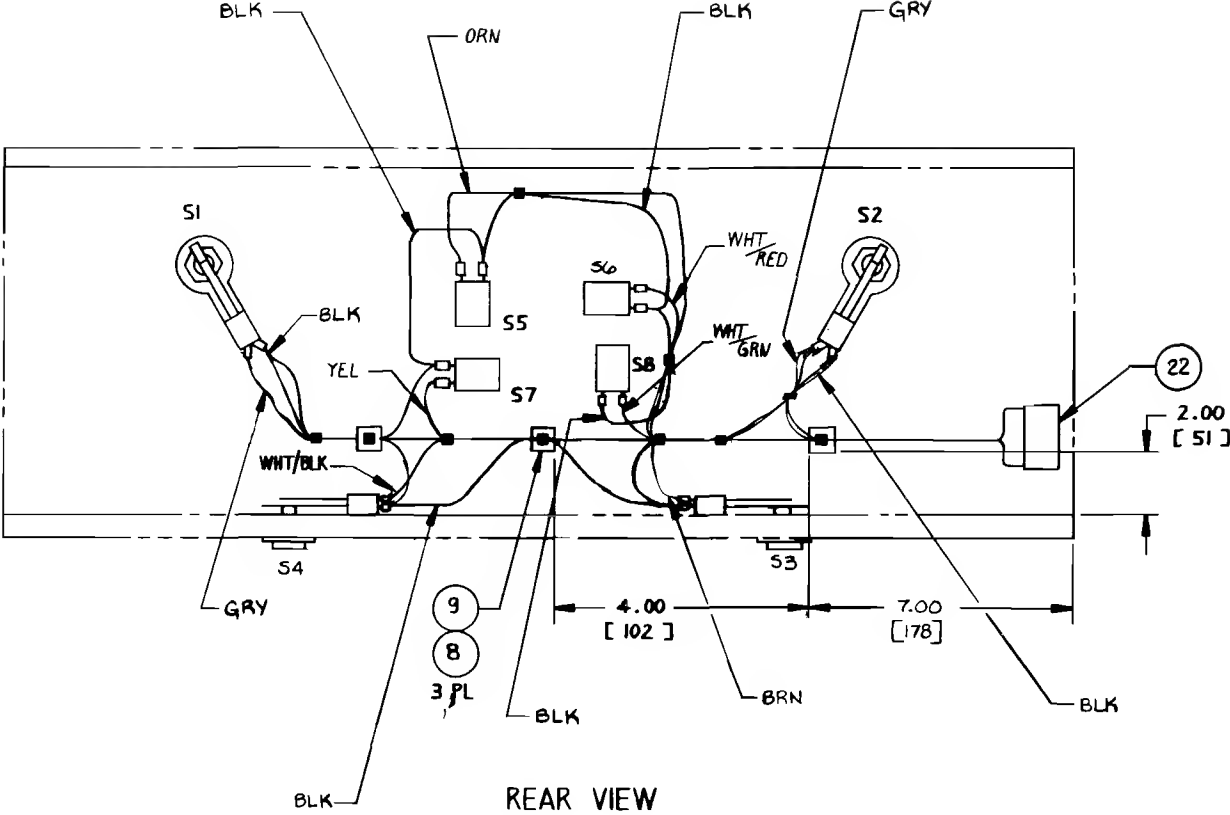 BLK
ORN
BLK
GRY
S1
S2
WHT/RED
S6
BLK
S5
WHT/GRN
S8
YEL
S7
22
2.00
[51]
WHT/BLK
S4
S3
GRY
9
4.00
[102]
7.00
[178]
8
3 PL
BLK
BRN
BLK
BLK
REAR VIEW